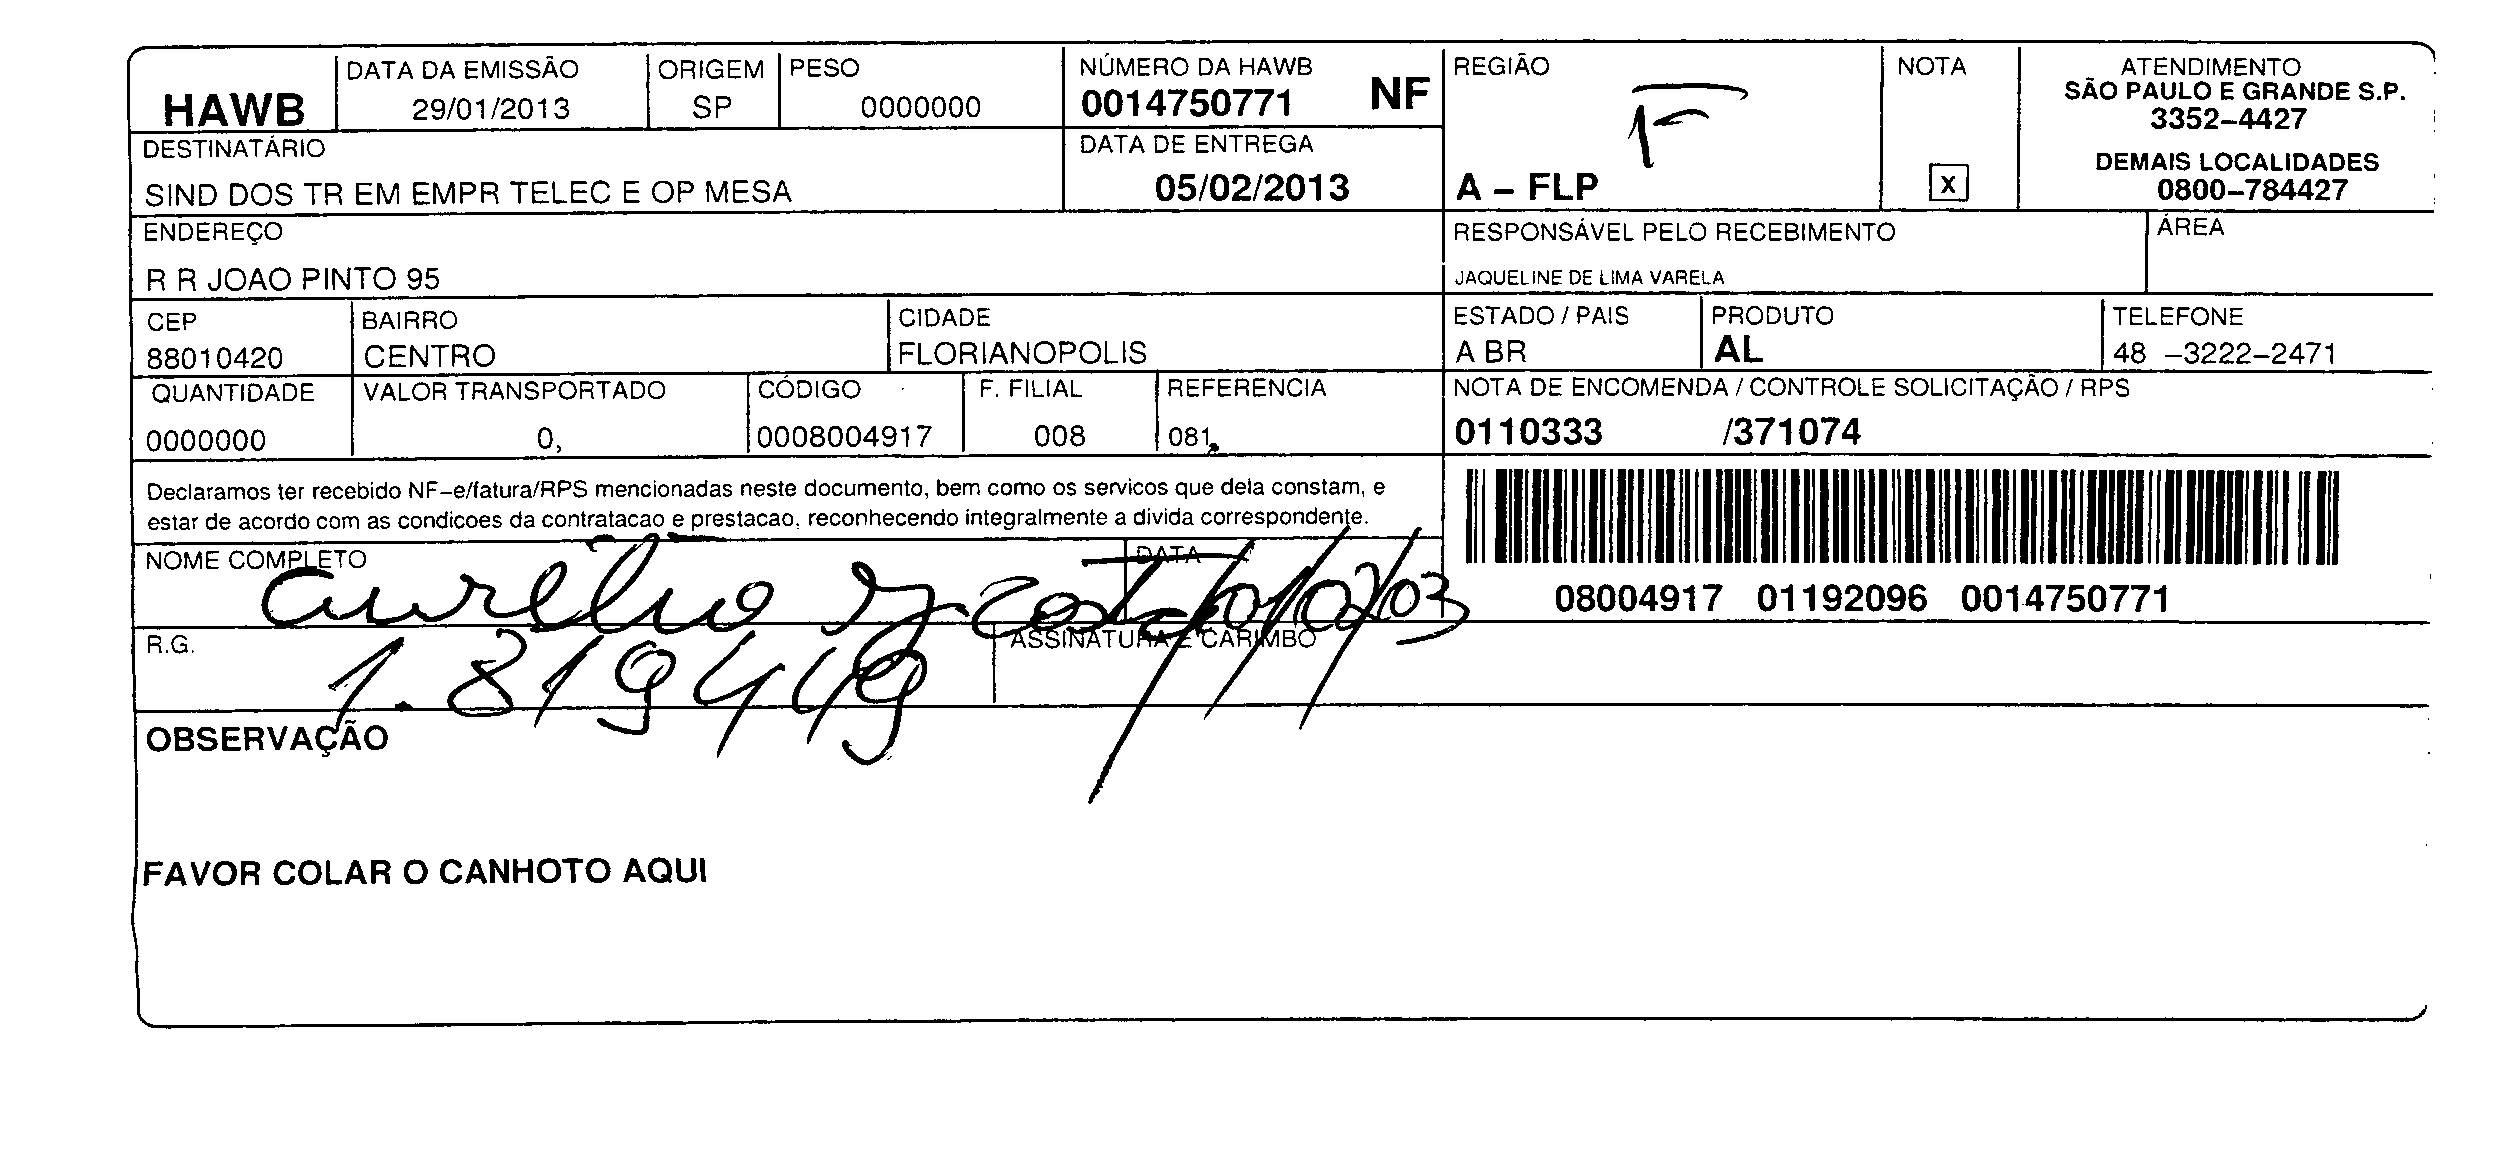 HAWB
DATA DA EMISSÃO
29/01/2013
ORIGEM
SP
PESO
0000000
NÚMERO DA HAWB
0014750771 NF
REGIÃO
A – FLP
NOTA
X
ATENDIMENTO
SÃO PAULO E GRANDE S.P.
3352–4427
DEMAIS LOCALIDADES
0800–784427
DESTINATÁRIO
SIND DOS TR EM EMPR TELEC E OP MESA
DATA DE ENTREGA
05/02/2013
ENDEREÇO
R R JOAO PINTO 95
RESPONSÁVEL PELO RECEBIMENTO
JAQUELINE DE LIMA VARELA
ÁREA
CEP
88010420
BAIRRO
CENTRO
CIDADE
FLORIANOPOLIS
ESTADO / PAIS
A BR
PRODUTO
AL
TELEFONE
48 –3222–2471
QUANTIDADE
0000000
VALOR TRANSPORTADO
0,
CÓDIGO
0008004917
F. FILIAL
008
REFERENCIA
081
NOTA DE ENCOMENDA / CONTROLE SOLICITAÇÃO / RPS
0110333 /371074
Declaramos ter recebido NF–e/fatura/RPS mencionadas neste documento, bem como os servicos que dela constam, e
estar de acordo com as condicoes da contratacao e prestacao, reconhecendo integralmente a divida correspondente.
08004917 01192096 0014750771
NOME COMPLETO
Aurélio Costa
DATA
01/02/03
R.G.
1.819449
ASSINATURA E CARIMBO
OBSERVAÇÃO
FAVOR COLAR O CANHOTO AQUI